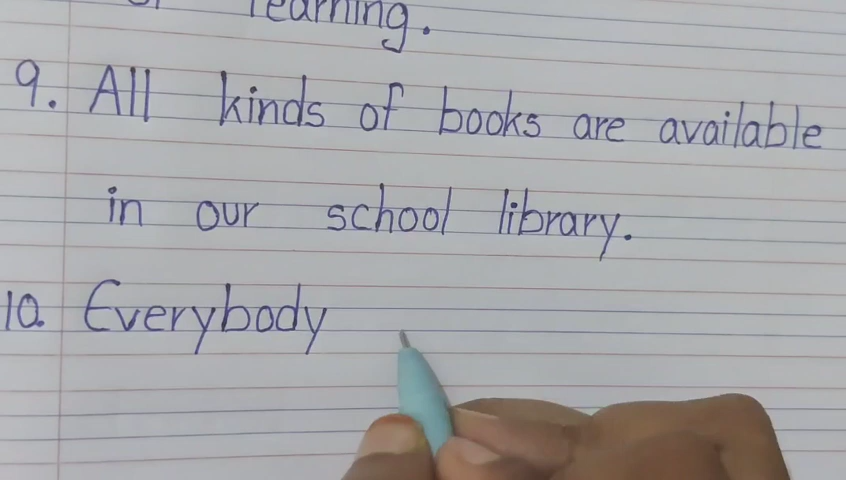 learning.
9. All kinds of books are available
in our school library.
10. Everybody